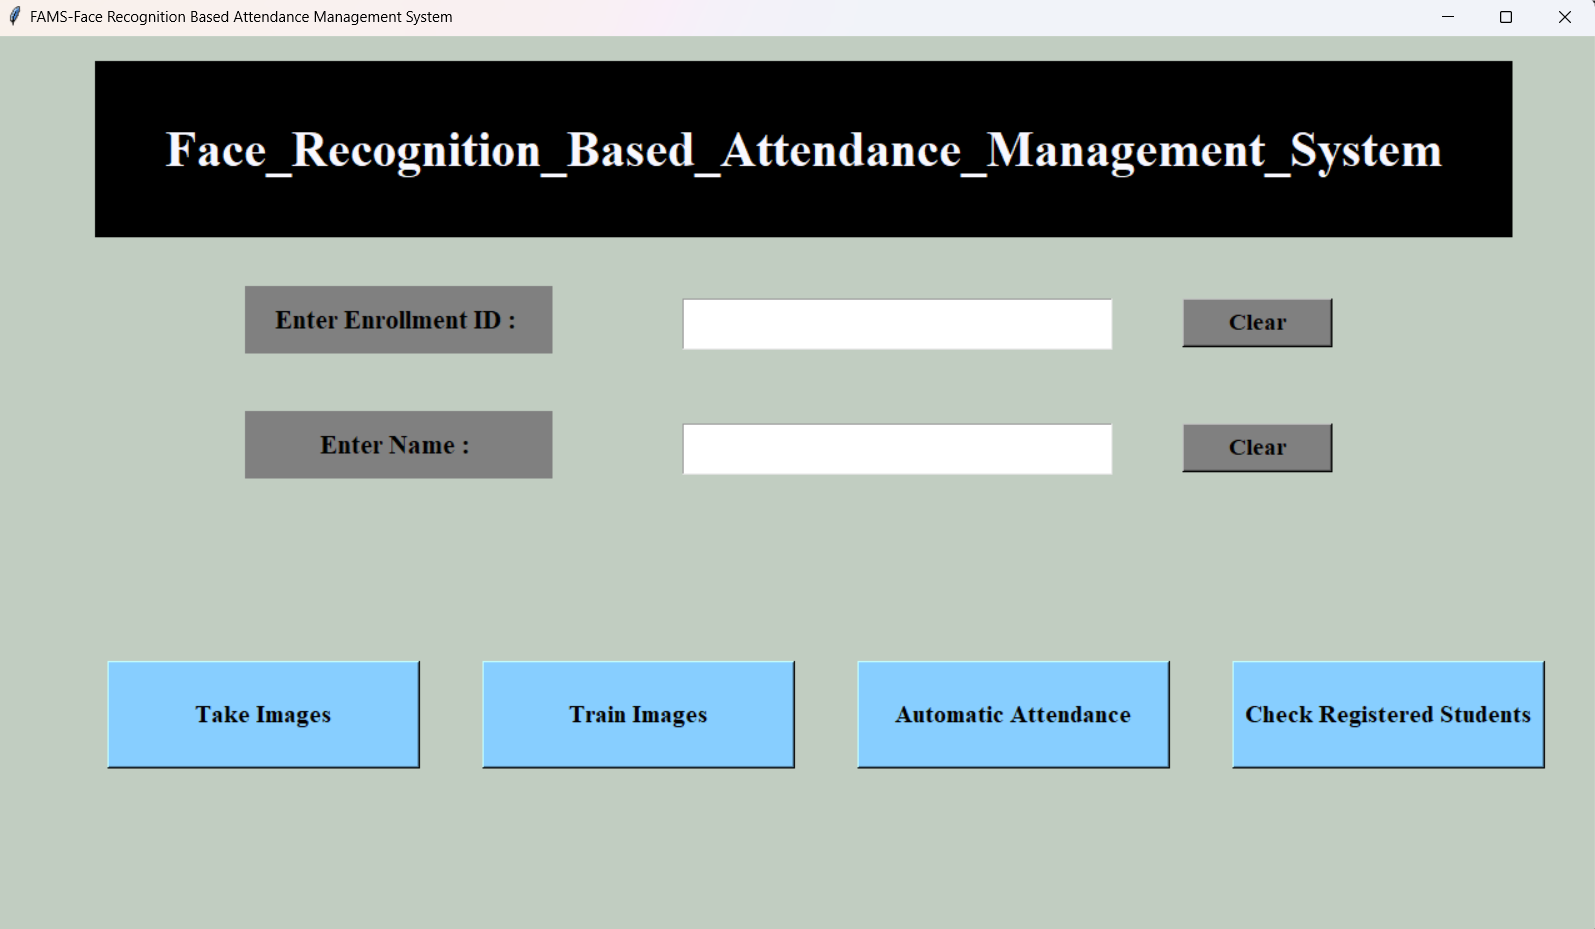 FAMS-Face Recognition Based Attendance Management System
Face_Recognition_Based_Attendance_Management_System
Enter Enrollment ID :
Clear
Enter Name :
Clear
Take Images
Train Images
Automatic Attendance
Check Registered Students